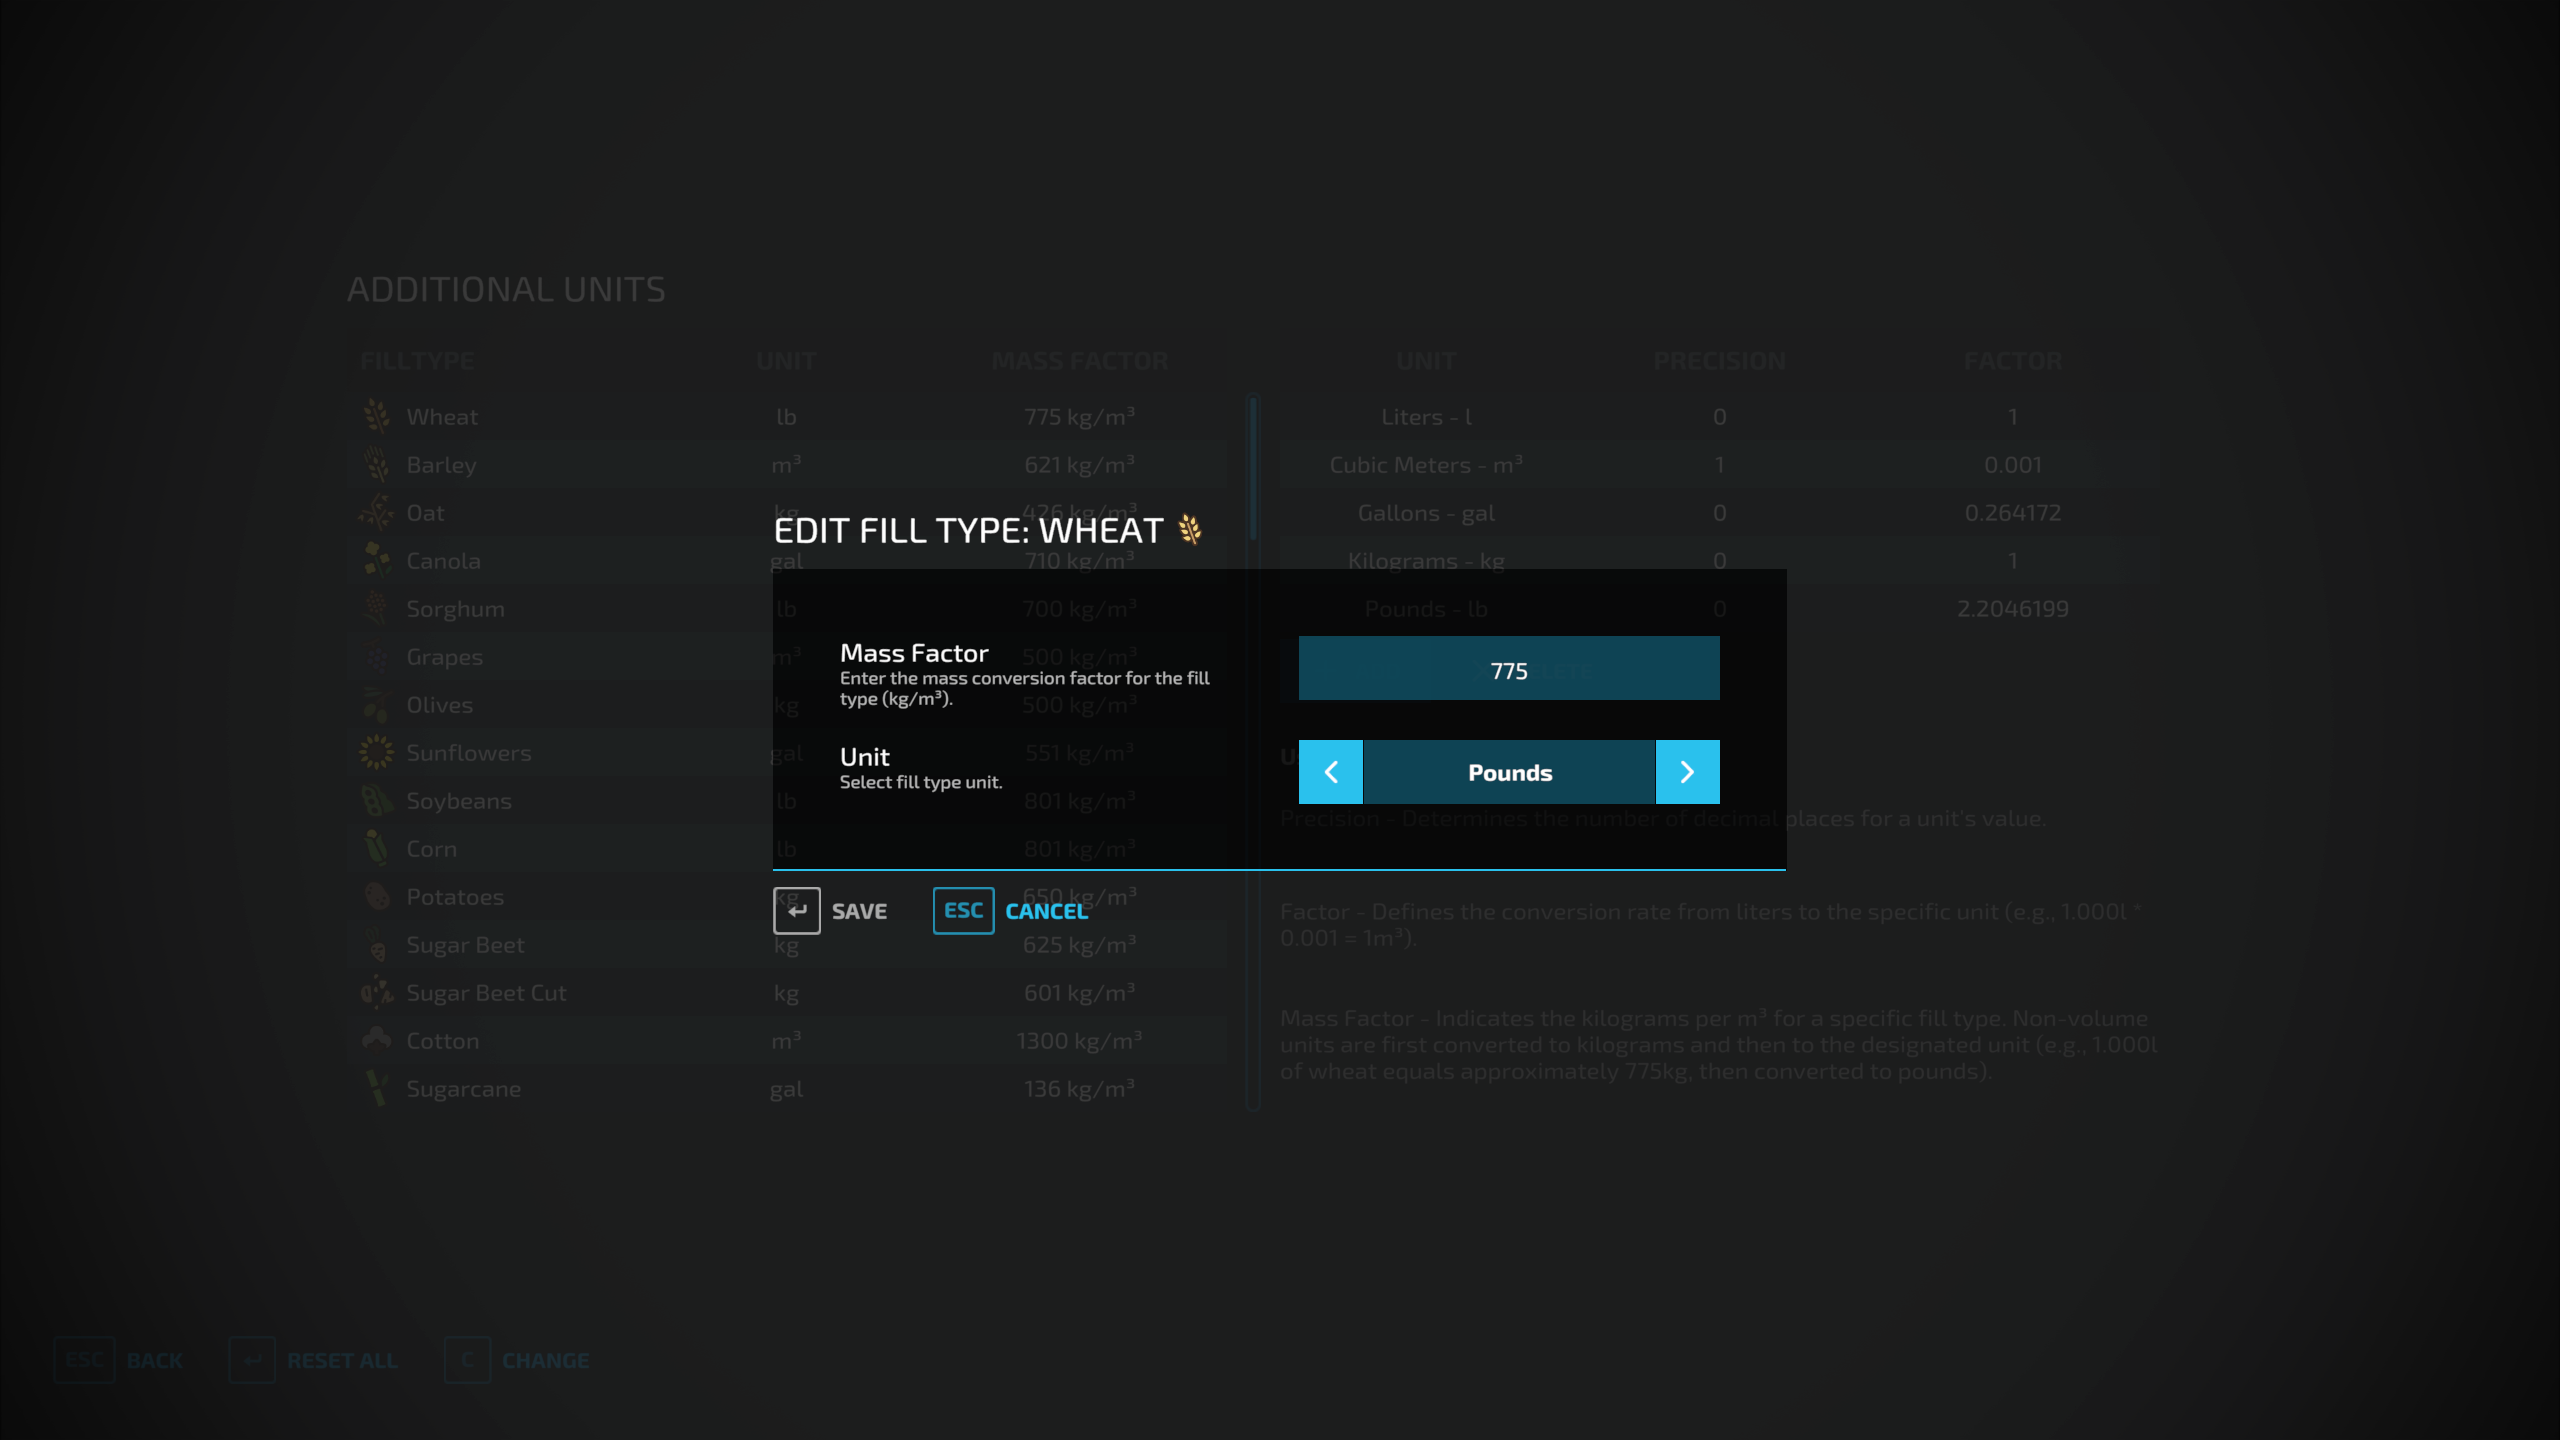 ADDITIONAL UNITS
FILLTYPE UNIT MASS FACTOR
Wheat lb 775 kg/m³
Barley m³ 621 kg/m³
Oat kg 426 kg/m³
Canola gal 710 kg/m³
Sorghum lb 700 kg/m³
Grapes m³ 500 kg/m³
Olives kg 500 kg/m³
Sunflowers gal 551 kg/m³
Soybeans lb 801 kg/m³
Corn lb 801 kg/m³
Potatoes kg 650 kg/m³
Sugar Beet kg 625 kg/m³
Sugar Beet Cut kg 601 kg/m³
Cotton m³ 1300 kg/m³
Sugarcane gal 136 kg/m³
UNIT PRECISION FACTOR
Liters - l 0 1
Cubic Meters - m³ 1 0.001
Gallons - gal 0 0.264172
Kilograms - kg 0 1
Pounds - lb 0 2.2046199
Precision - Determines the number of decimal places for a unit's value.
Factor - Defines the conversion rate from liters to the specific unit (e.g., 1.000l *
0.001 = 1m³).
Mass Factor - Indicates the kilograms per m³ for a specific fill type. Non-volume
units are first converted to kilograms and then to the designated unit (e.g., 1.000l
of wheat equals approximately 775kg, then converted to pounds).
EDIT FILL TYPE: WHEAT
Mass Factor
Enter the mass conversion factor for the fill
type (kg/m³).
775
Unit
Select fill type unit.
Pounds
SAVE
ESC CANCEL
ESC BACK
RESET ALL
C CHANGE